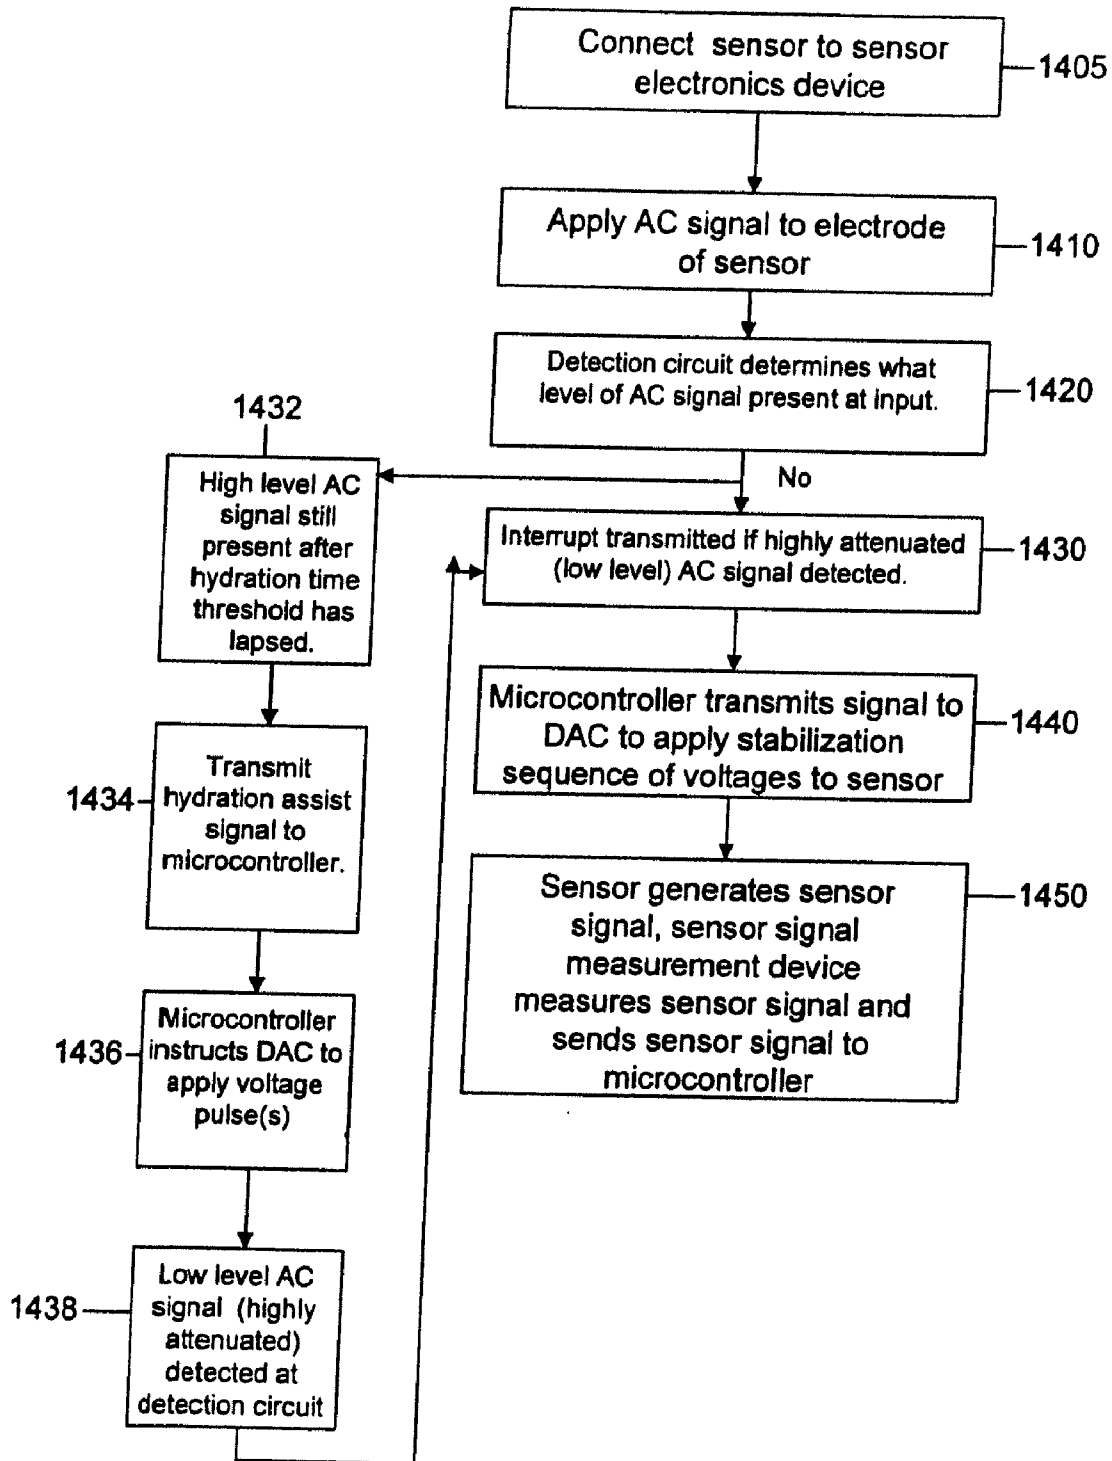 Connect sensor to sensor
electronics device
1405
Apply AC signal to electrode
of sensor
1410
Detection circuit determines what
level of AC signal present at input.
1420
No
1432
High level AC
signal still
present after
hydration time
threshold has
lapsed.
Interrupt transmitted if highly attenuated
(low level) AC signal detected.
1430
Microcontroller transmits signal to
DAC to apply stabilization
sequence of voltages to sensor
1440
Transmit
hydration assist
signal to
microcontroller.
1434
Sensor generates sensor
signal, sensor signal
measurement device
measures sensor signal and
sends sensor signal to
microcontroller
1450
Microcontroller
instructs DAC to
apply voltage
pulse(s)
1436
Low level AC
signal (highly
attenuated)
detected at
detection circuit
1438